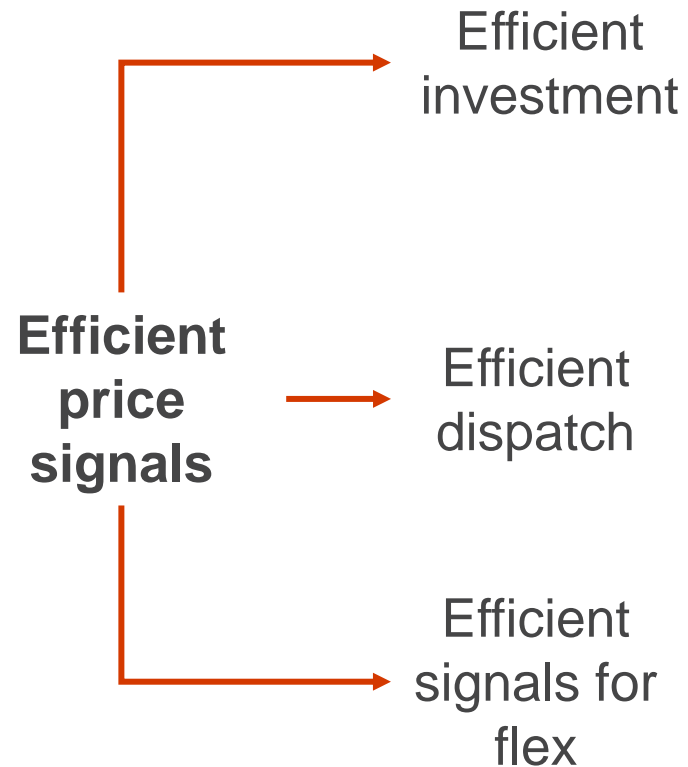 Efficient
investment
Efficient
price
signals
Efficient
dispatch
Efficient
signals for
flex